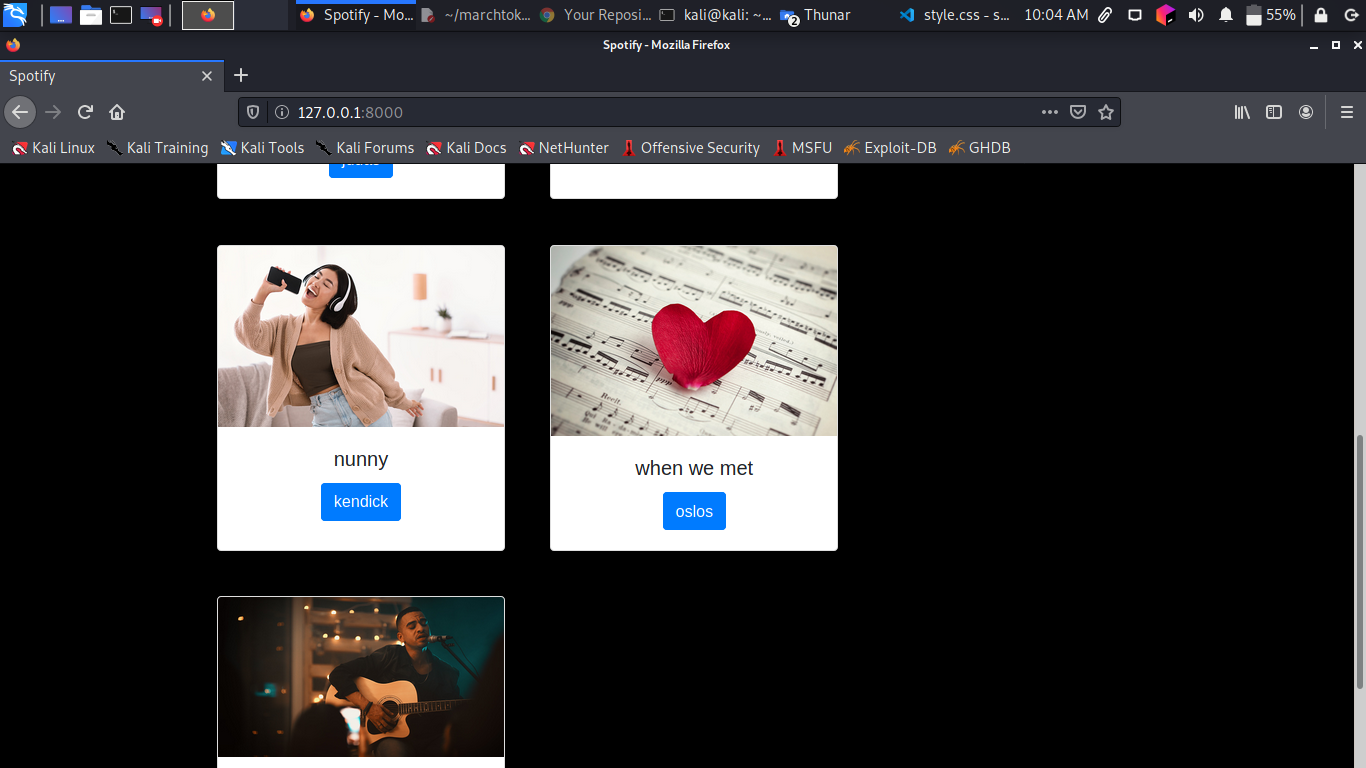 Spotify - Mo...
~/marchtok...
Your Reposi...
kali@kali: ~...
2
Thunar
style.css - s...
10:04 AM
55%
Spotify - Mozilla Firefox
Spotify
127.0.0.1:8000
Kali Linux
Kali Training
Kali Tools
Kali Forums
Kali Docs
NetHunter
Offensive Security
MSFU
Exploit-DB
GHDB
ppp
Recit.
nunny
kendick
when we met
oslos